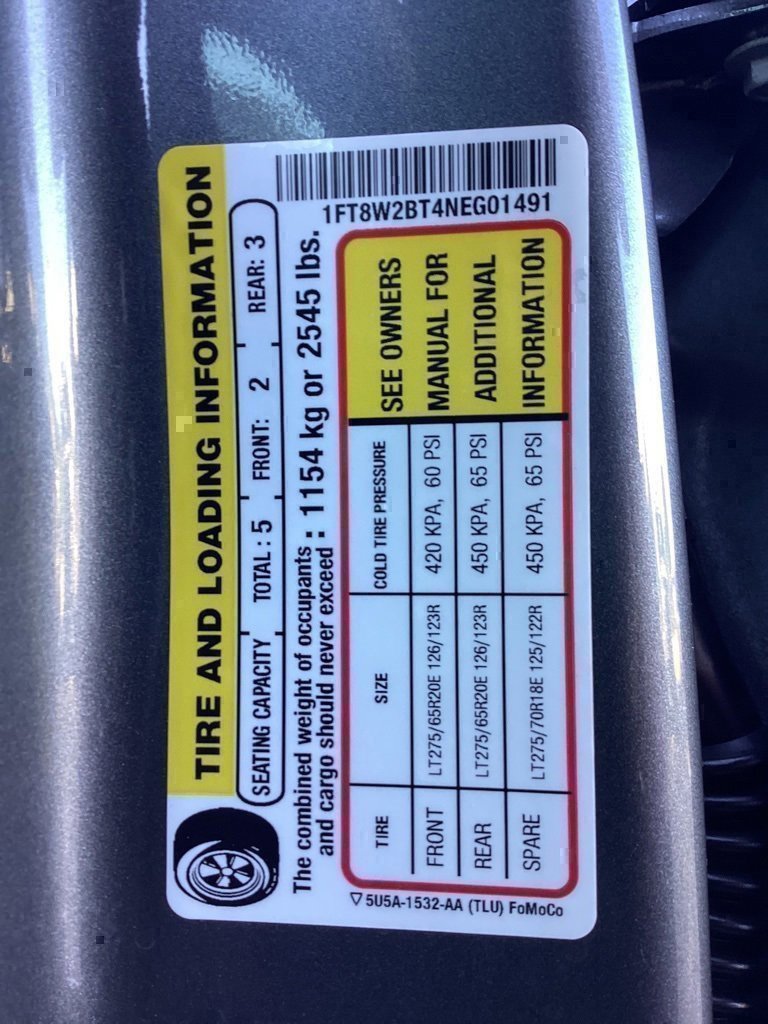 TIRE AND LOADING INFORMATION
SEATING CAPACITY TOTAL : 5 FRONT: 2 REAR: 3
The combined weight of occupants
and cargo should never exceed : 1154 kg or 2545 lbs.
TIRE SIZE COLD TIRE PRESSURE
FRONT LT275/65R20E 126/123R 420 KPA, 60 PSI
REAR LT275/65R20E 126/123R 450 KPA, 65 PSI
SPARE LT275/70R18E 125/122R 450 KPA, 65 PSI
SEE OWNERS
MANUAL FOR
ADDITIONAL
INFORMATION
5U5A-1532-AA (TLU) FoMoCo
1FT8W2BT4NEG01491